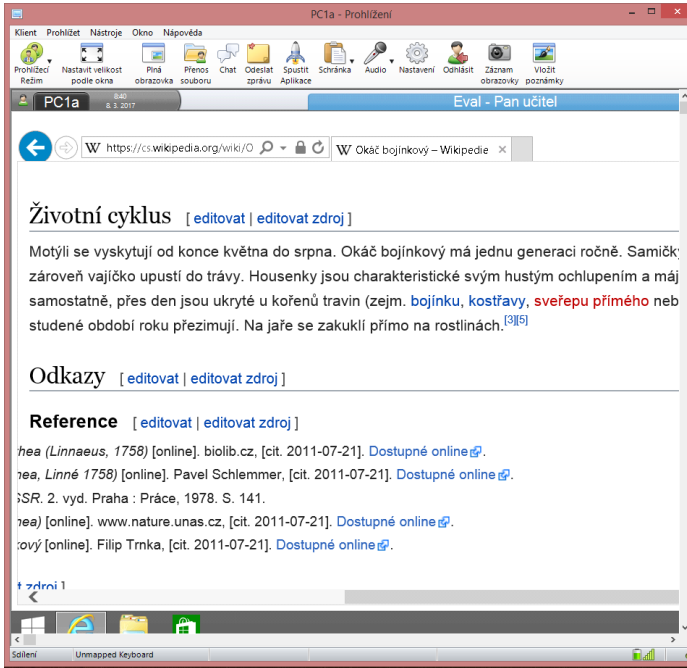 PC1a - Prohlížení
Klient Prohlížet Nástroje Okno Nápověda
Prohlížecí Režim
Nastavit velikost podle okna
Plná obrazovka
Přenos souboru
Chat
Odeslat zprávu
Spustit Aplikace
Schránka
Audio
Nastavení
Odhlásit
Záznam obrazovky
Vložit poznámky
PC1a
8:40
8. 3. 2017
Eval - Pan učitel
W https://cs.wikipedia.org/wiki/O
W Okáč bojínkový – Wikipedie
Životní cyklus [ editovat | editovat zdroj ]
Motýli se vyskytují od konce května do srpna. Okáč bojínkový má jednu generaci ročně. Samičk
zároveň vajíčko upustí do trávy. Housenky jsou charakteristické svým hustým ochlupením a máj
samostatně, přes den jsou ukryté u kořenů travin (zejm. bojínku, kostřavy, sveřepu přímého neb
studené období roku přezimují. Na jaře se zakuklí přímo na rostlinách.[3][5]
Odkazy [ editovat | editovat zdroj ]
Reference [ editovat | editovat zdroj ]
hea (Linnaeus, 1758) [online]. biolib.cz, [cit. 2011-07-21]. Dostupné online.
nea, Linné 1758) [online]. Pavel Schlemmer, [cit. 2011-07-21]. Dostupné online.
SSR. 2. vyd. Praha : Práce, 1978. S. 141.
nea) [online]. www.nature.unas.cz, [cit. 2011-07-21]. Dostupné online.
kový [online]. Filip Trnka, [cit. 2011-07-21]. Dostupné online.
t zdroj ]
Sdílení Unmapped Keyboard